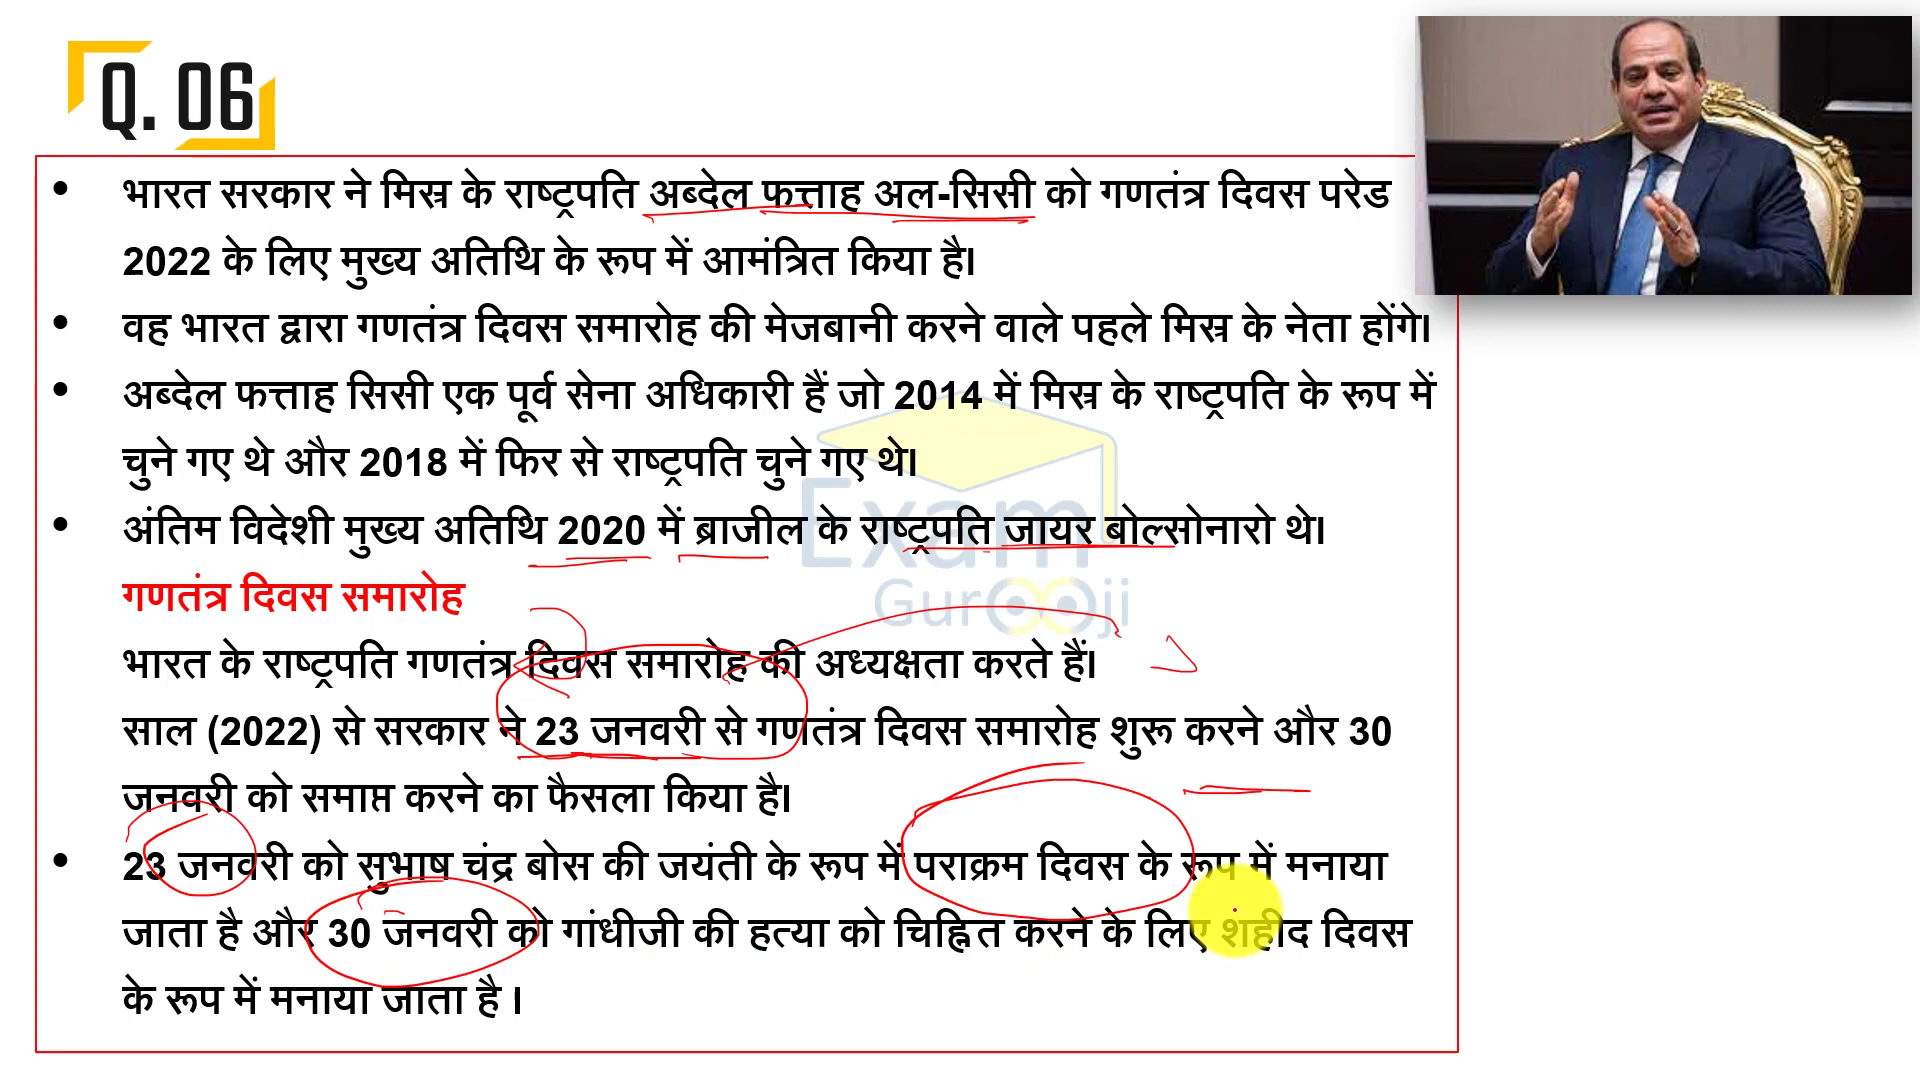 Q. 06
• भारत सरकार ने मिस्र के राष्ट्रपति अब्देल फत्ताह अल-सिसी को गणतंत्र दिवस परेड
2022 के लिए मुख्य अतिथि के रूप में आमंत्रित किया है।
• वह भारत द्वारा गणतंत्र दिवस समारोह की मेजबानी करने वाले पहले मिस्र के नेता होंगे।
• अब्देल फत्ताह सिसी एक पूर्व सेना अधिकारी हैं जो 2014 में मिस्र के राष्ट्रपति के रूप में
चुने गए थे और 2018 में फिर से राष्ट्रपति चुने गए थे।
• अंतिम विदेशी मुख्य अतिथि 2020 में ब्राजील के राष्ट्रपति जायर बोल्सोनारो थे।
Exam
Gurooji
गणतंत्र दिवस समारोह
भारत के राष्ट्रपति गणतंत्र दिवस समारोह की अध्यक्षता करते हैं।
साल (2022) से सरकार ने 23 जनवरी से गणतंत्र दिवस समारोह शुरू करने और 30
जनवरी को समाप्त करने का फैसला किया है।
• 23 जनवरी को सुभाष चंद्र बोस की जयंती के रूप में पराक्रम दिवस के रूप में मनाया
जाता है और 30 जनवरी को गांधीजी की हत्या को चिह्नित करने के लिए शहीद दिवस
के रूप में मनाया जाता है ।